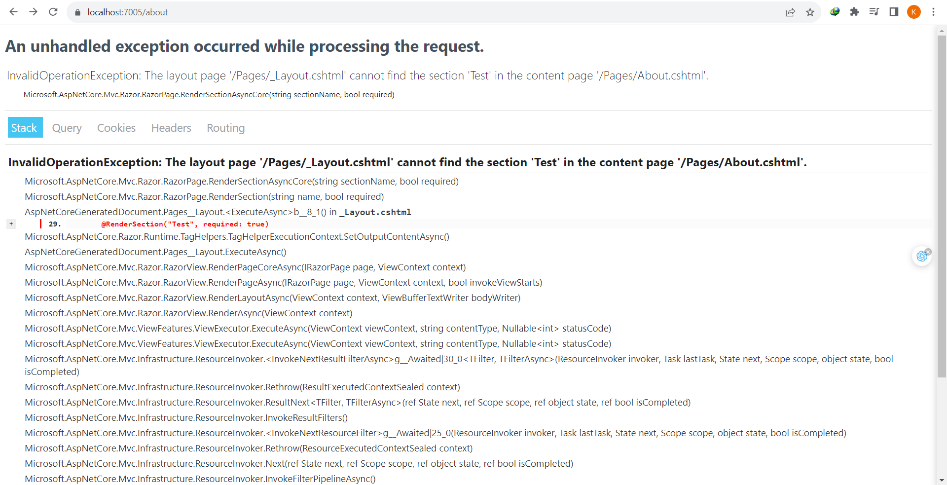 localhost:7005/about
K
An unhandled exception occurred while processing the request.
InvalidOperationException: The layout page '/Pages/_Layout.cshtml' cannot find the section 'Test' in the content page '/Pages/About.cshtml'.
Microsoft.AspNetCore.Mvc.Razor.RazorPage.RenderSectionAsyncCore(string sectionName, bool required)
Stack Query Cookies Headers Routing
InvalidOperationException: The layout page '/Pages/_Layout.cshtml' cannot find the section 'Test' in the content page '/Pages/About.cshtml'.
Microsoft.AspNetCore.Mvc.Razor.RazorPage.RenderSectionAsyncCore(string sectionName, bool required)
Microsoft.AspNetCore.Mvc.Razor.RazorPage.RenderSection(string name, bool required)
AspNetCoreGeneratedDocument.Pages__Layout.<ExecuteAsync>b__8_1() in _Layout.cshtml
+ 29. @RenderSection("Test", required: true)
Microsoft.AspNetCore.Razor.Runtime.TagHelpers.TagHelperExecutionContext.SetOutputContentAsync()
AspNetCoreGeneratedDocument.Pages__Layout.ExecuteAsync()
Microsoft.AspNetCore.Mvc.Razor.RazorView.RenderPageCoreAsync(IRazorPage page, ViewContext context)
Microsoft.AspNetCore.Mvc.Razor.RazorView.RenderPageAsync(IRazorPage page, ViewContext context, bool invokeViewStarts)
Microsoft.AspNetCore.Mvc.Razor.RazorView.RenderLayoutAsync(ViewContext context, ViewBufferTextWriter bodyWriter)
Microsoft.AspNetCore.Mvc.Razor.RazorView.RenderAsync(ViewContext context)
Microsoft.AspNetCore.Mvc.ViewFeatures.ViewExecutor.ExecuteAsync(ViewContext viewContext, string contentType, Nullable<int> statusCode)
Microsoft.AspNetCore.Mvc.ViewFeatures.ViewExecutor.ExecuteAsync(ViewContext viewContext, string contentType, Nullable<int> statusCode)
Microsoft.AspNetCore.Mvc.Infrastructure.ResourceInvoker.<InvokeNextResultFilterAsync>g__Awaited|30_0<TFilter, TFilterAsync>(ResourceInvoker invoker, Task lastTask, State next, Scope scope, object state, bool
isCompleted)
Microsoft.AspNetCore.Mvc.Infrastructure.ResourceInvoker.Rethrow(ResultExecutedContextSealed context)
Microsoft.AspNetCore.Mvc.Infrastructure.ResourceInvoker.ResultNext<TFilter, TFilterAsync>(ref State next, ref Scope scope, ref object state, ref bool isCompleted)
Microsoft.AspNetCore.Mvc.Infrastructure.ResourceInvoker.InvokeResultFilters()
Microsoft.AspNetCore.Mvc.Infrastructure.ResourceInvoker.<InvokeNextResourceFilter>g__Awaited|25_0(ResourceInvoker invoker, Task lastTask, State next, Scope scope, object state, bool isCompleted)
Microsoft.AspNetCore.Mvc.Infrastructure.ResourceInvoker.Rethrow(ResourceExecutedContextSealed context)
Microsoft.AspNetCore.Mvc.Infrastructure.ResourceInvoker.Next(ref State next, ref Scope scope, ref object state, ref bool isCompleted)
Microsoft.AspNetCore.Mvc.Infrastructure.ResourceInvoker.InvokeFilterPipelineAsync()